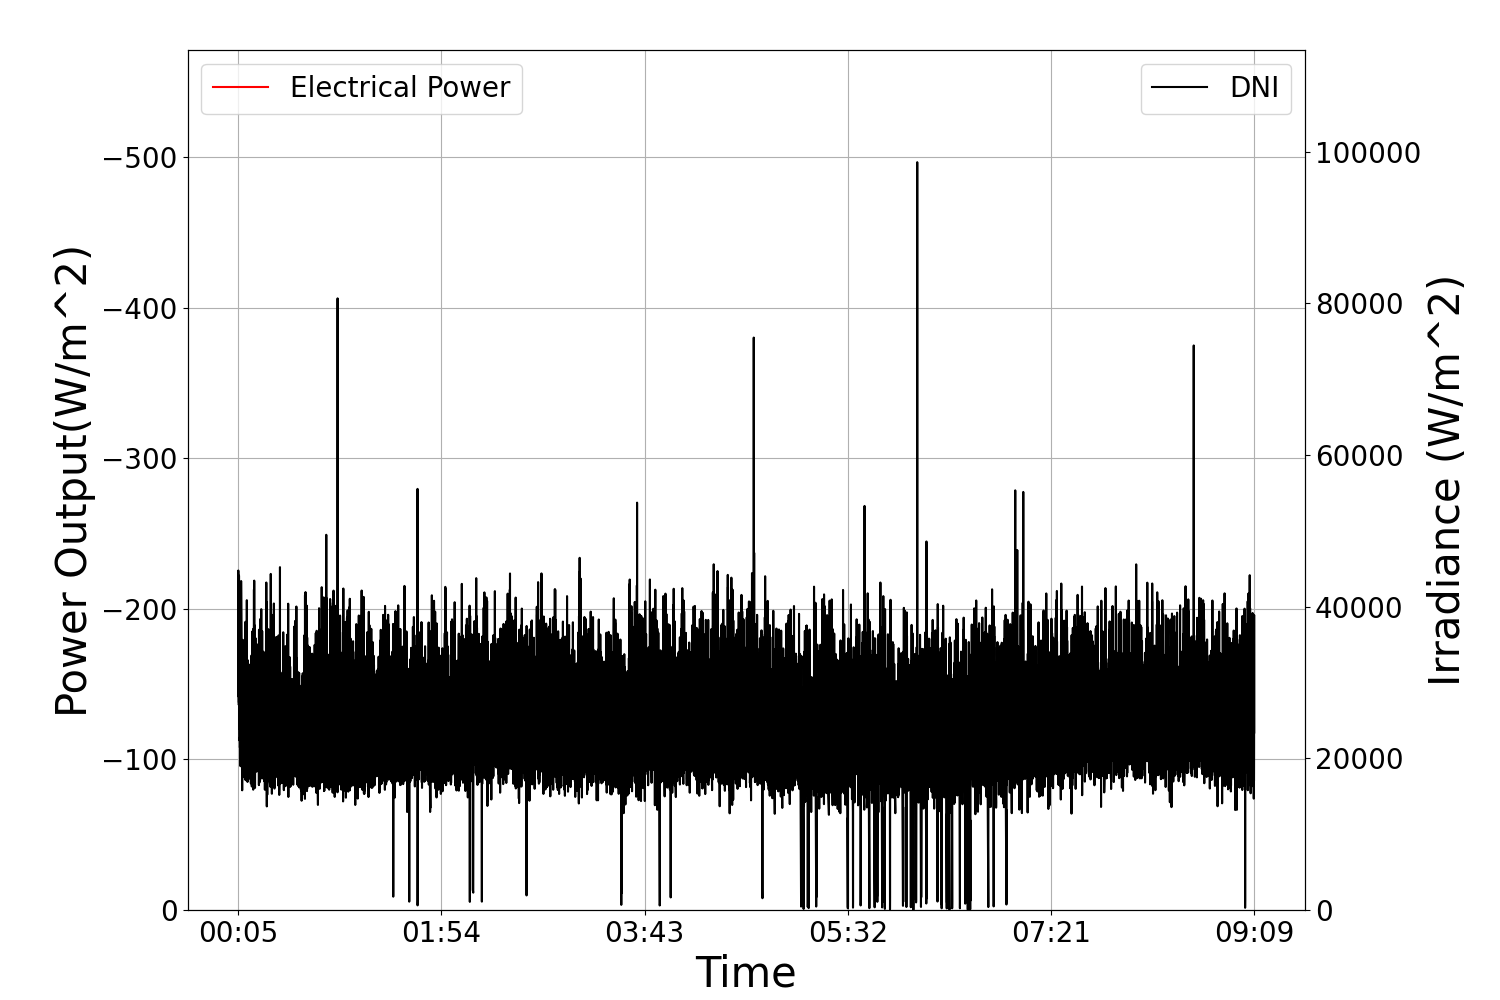 Electrical Power
DNI
−500
−400
−300
−200
−100
0
100000
80000
60000
40000
20000
0
Power Output(W/m^2)
Irradiance (W/m^2)
00:05 01:54 03:43 05:32 07:21 09:09
Time